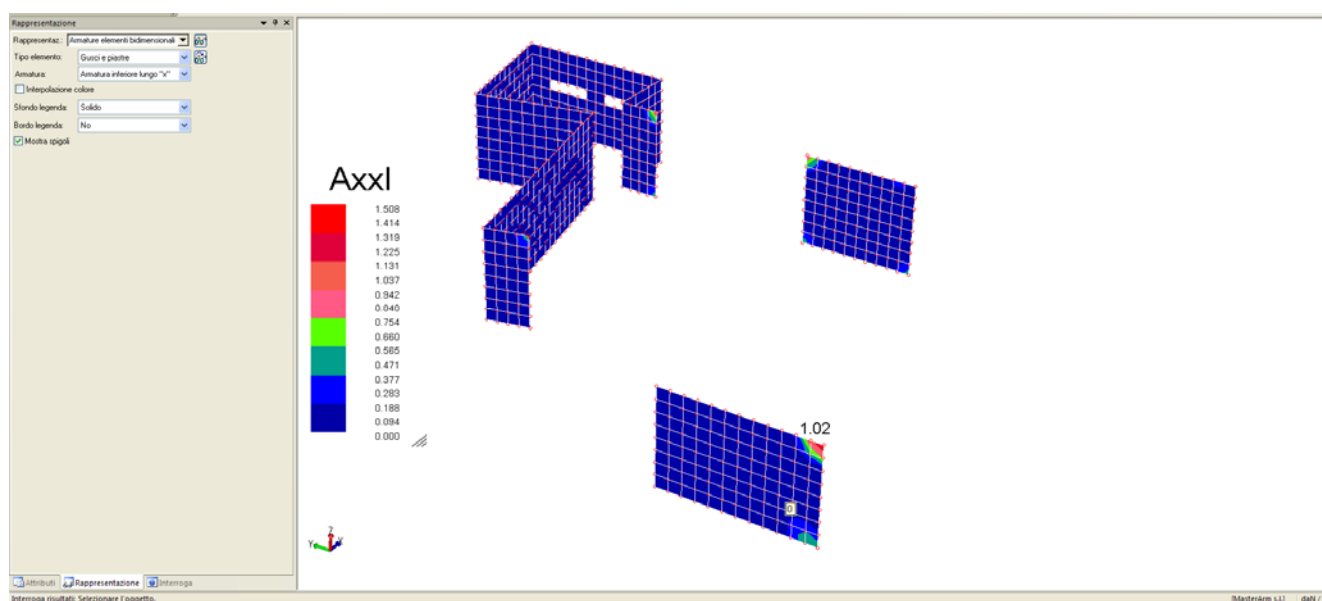 Rappresentazione
Rappresentaz.: Armature elementi bidimensionali
Tipo elemento: Gusci e piastre
Armatura: Armatura inferiore lungo "x"
Interpolazione colore
Sfondo legenda: Solido
Bordo legenda: No
Mostra spigoli
AxxI
1.508
1.414
1.319
1.225
1.131
1.037
0.942
0.848
0.754
0.660
0.565
0.471
0.377
0.283
0.188
0.094
0.000
1.02
0
Z
Y X
Attributi Rappresentazione Interroga
Interroga risultati: Selezionare l'oggetto. [MasterArm s.l.] daN /